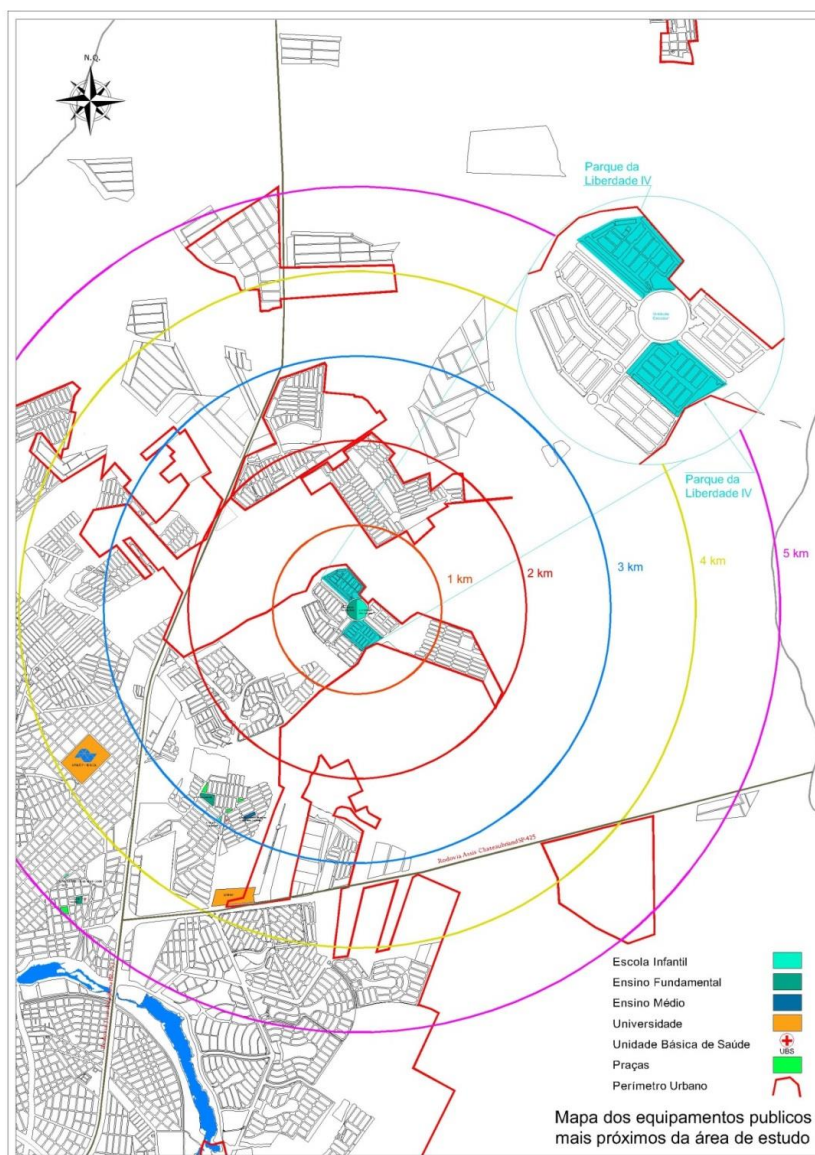 N.Q.
Parque da
Liberdade IV
Parque da
Liberdade IV
1 km
2 km
3 km
4 km
5 km
Rodovia Assis Chateaubriand SP-425
Escola Infantil
Ensino Fundamental
Ensino Médio
Universidade
Unidade Básica de Saúde
UBS
Praças
Perímetro Urbano
Mapa dos equipamentos publicos
mais próximos da área de estudo